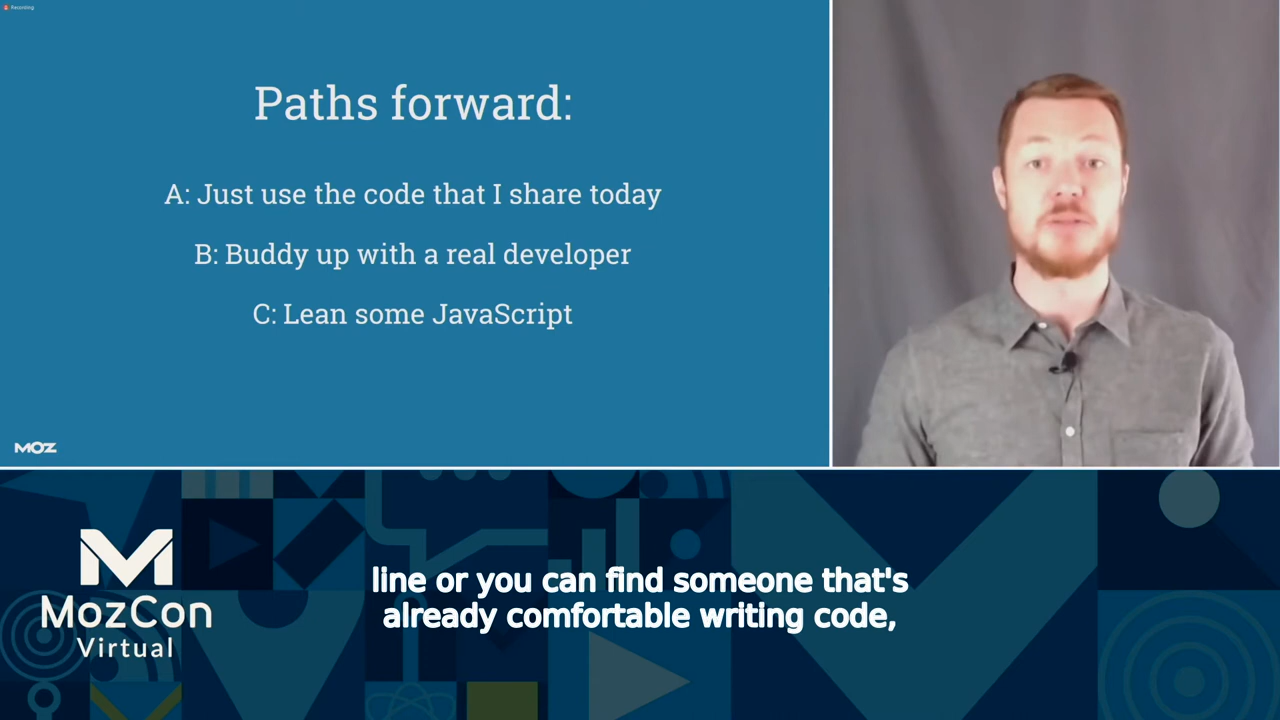 Recording
Paths forward:
A: Just use the code that I share today
B: Buddy up with a real developer
C: Lean some JavaScript
MOZ
M
MozCon
Virtual
line or you can find someone that's
already comfortable writing code,